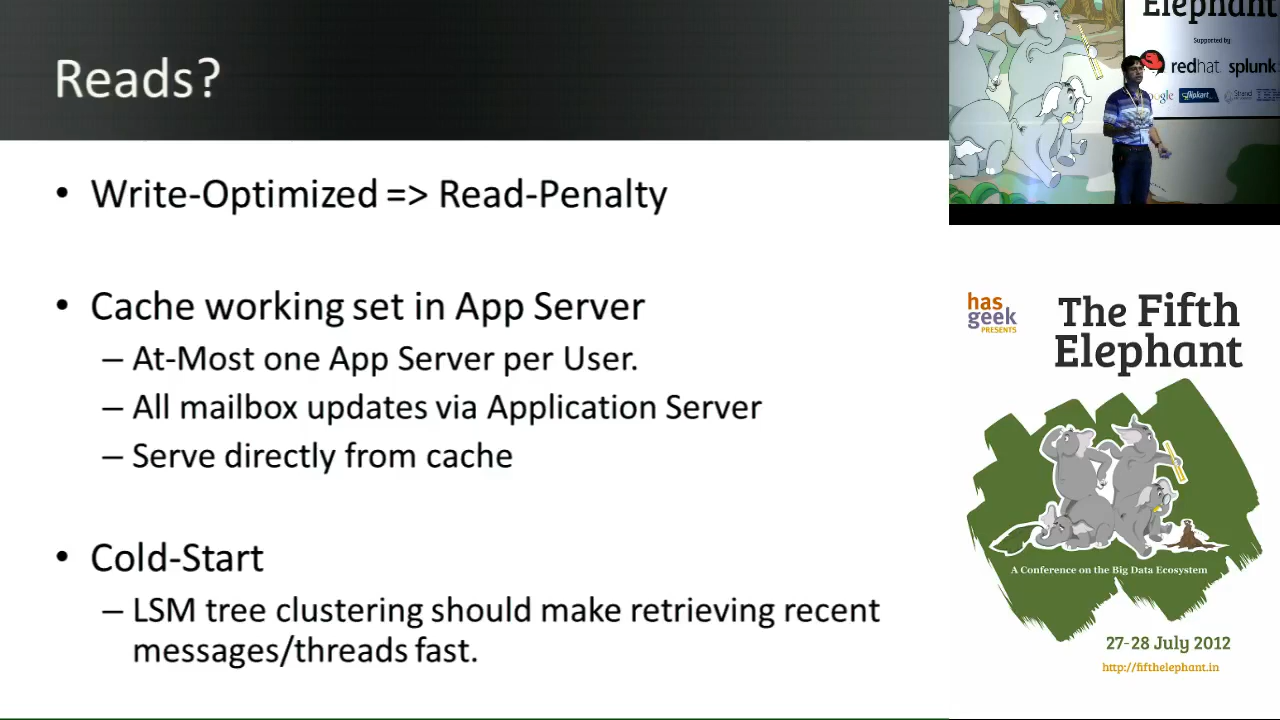 Reads?
• Write-Optimized => Read-Penalty
• Cache working set in App Server
– At-Most one App Server per User.
– All mailbox updates via Application Server
– Serve directly from cache
• Cold-Start
– LSM tree clustering should make retrieving recent
messages/threads fast.
Elephant
Supported by
redhat splunk
flipkart
Strand
has
geek
PRESENTS
The Fifth
Elephant
A Conference on the Big Data Ecosystem
27-28 July 2012
http://fifthelephant.in